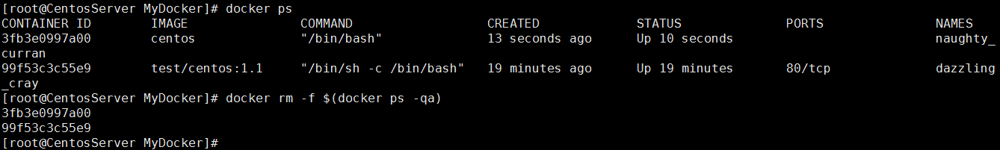 [root@CentosServer MyDocker]# docker ps
CONTAINER ID        IMAGE               COMMAND                  CREATED             STATUS              PORTS               NAMES
3fb3e0997a00        centos              "/bin/bash"              13 seconds ago      Up 10 seconds                           naughty_
curran
99f53c3c55e9        test/centos:1.1     "/bin/sh -c /bin/bash"   19 minutes ago      Up 19 minutes       80/tcp              dazzling
_cray
[root@CentosServer MyDocker]# docker rm -f $(docker ps -qa)
3fb3e0997a00
99f53c3c55e9
[root@CentosServer MyDocker]#